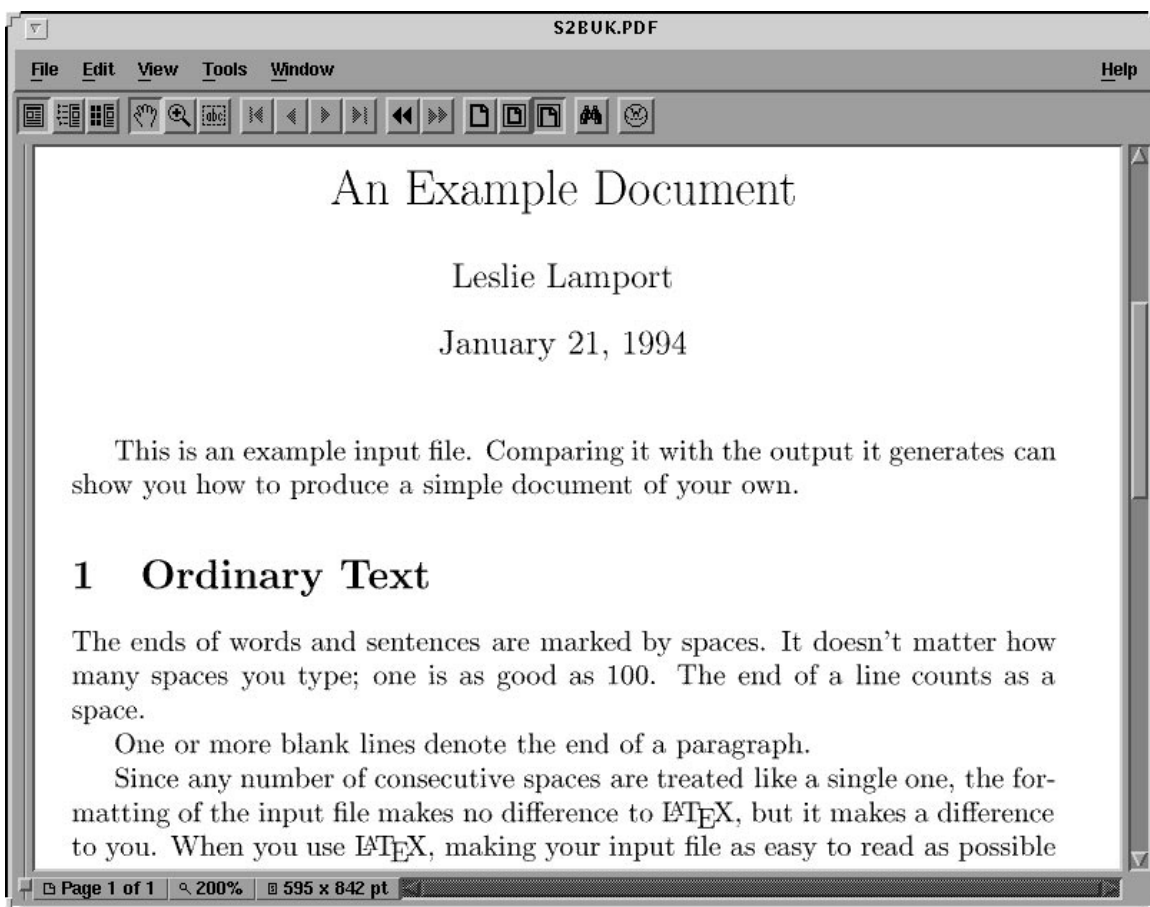 S2BUK.PDF
File Edit View Tools Window Help
abc
An Example Document
Leslie Lamport
January 21, 1994
This is an example input file. Comparing it with the output it generates can
show you how to produce a simple document of your own.
1 Ordinary Text
The ends of words and sentences are marked by spaces. It doesn't matter how
many spaces you type; one is as good as 100. The end of a line counts as a
space.
One or more blank lines denote the end of a paragraph.
Since any number of consecutive spaces are treated like a single one, the for-
matting of the input file makes no difference to LATEX, but it makes a difference
to you. When you use LATEX, making your input file as easy to read as possible
Page 1 of 1 200% 595 x 842 pt